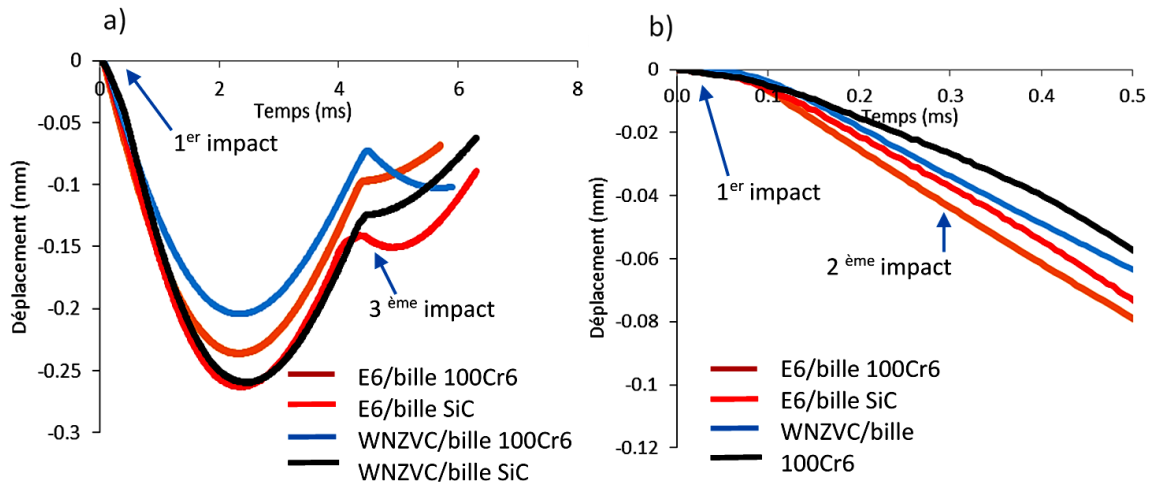 a)
0
-0.05
-0.1
-0.15
-0.2
-0.25
-0.3
0
2
4
6
8
Temps (ms)
Déplacement (mm)
1er impact
3 ème impact
E6/bille 100Cr6
E6/bille SiC
WNZVC/bille 100Cr6
WNZVC/bille SiC
b)
0
-0.02
-0.04
-0.06
-0.08
-0.1
-0.12
0.0
0.1
0.2
0.3
0.4
0.5
Temps (ms)
Déplacement (mm)
1er impact
2 ème impact
E6/bille 100Cr6
E6/bille SiC
WNZVC/bille
100Cr6